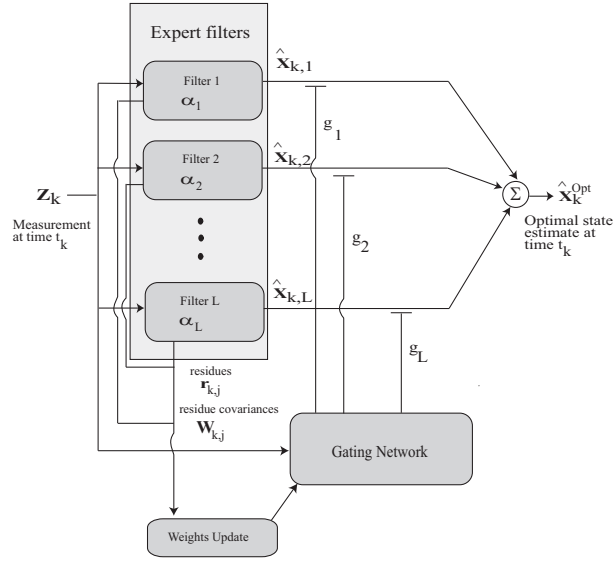 Expert filters
Filter 1
α1
x̂k,1
g1
Filter 2
α2
x̂k,2
zk
Measurement
at time tk
Σ
x̂kOpt
Optimal state
estimate at
time tk
g2
Filter L
αL
x̂k,L
gL
residues
rk,j
residue covariances
Wk,j
Gating Network
Weights Update